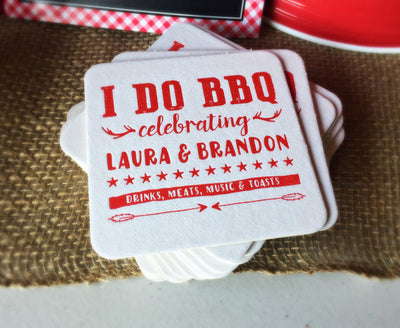 I DO BBQ
celebrating
LAURA & BRANDON
DRINKS, MEATS, MUSIC & TOASTS